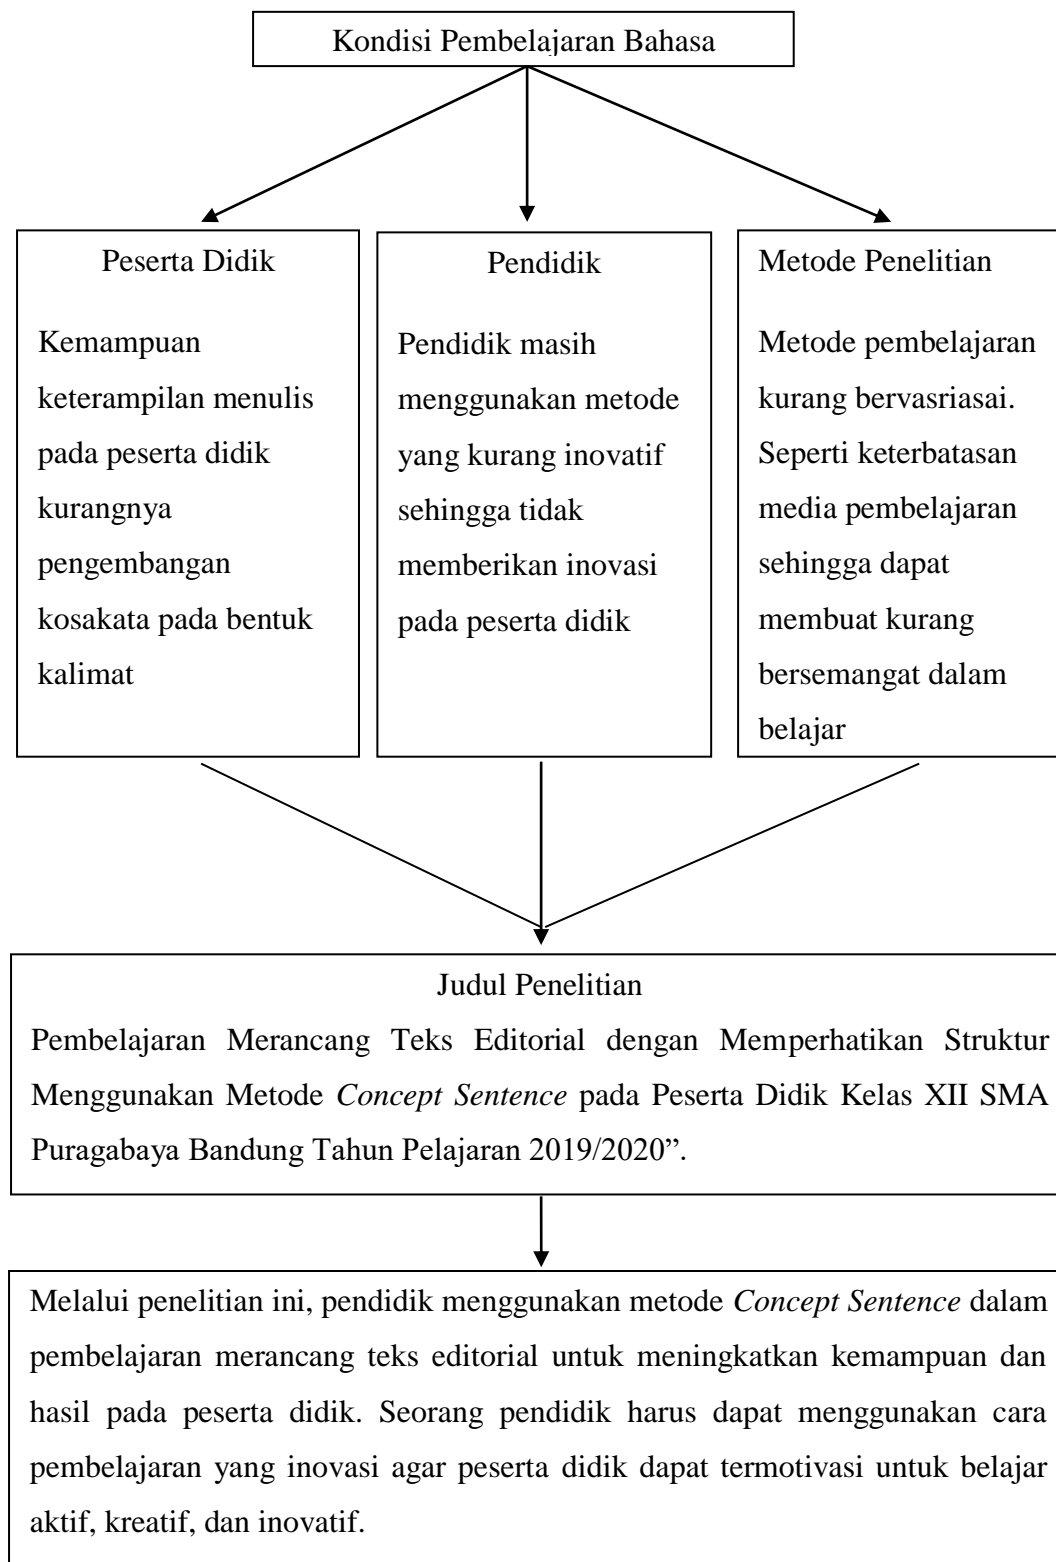 Kondisi Pembelajaran Bahasa
Peserta Didik
Kemampuan
keterampilan menulis
pada peserta didik
kurangnya
pengembangan
kosakata pada bentuk
kalimat
Pendidik
Pendidik masih
menggunakan metode
yang kurang inovatif
sehingga tidak
memberikan inovasi
pada peserta didik
Metode Penelitian
Metode pembelajaran
kurang bervasriasai.
Seperti keterbatasan
media pembelajaran
sehingga dapat
membuat kurang
bersemangat dalam
belajar
Judul Penelitian
Pembelajaran Merancang Teks Editorial dengan Memperhatikan Struktur
Menggunakan Metode Concept Sentence pada Peserta Didik Kelas XII SMA
Puragabaya Bandung Tahun Pelajaran 2019/2020”.
Melalui penelitian ini, pendidik menggunakan metode Concept Sentence dalam
pembelajaran merancang teks editorial untuk meningkatkan kemampuan dan
hasil pada peserta didik. Seorang pendidik harus dapat menggunakan cara
pembelajaran yang inovasi agar peserta didik dapat termotivasi untuk belajar
aktif, kreatif, dan inovatif.